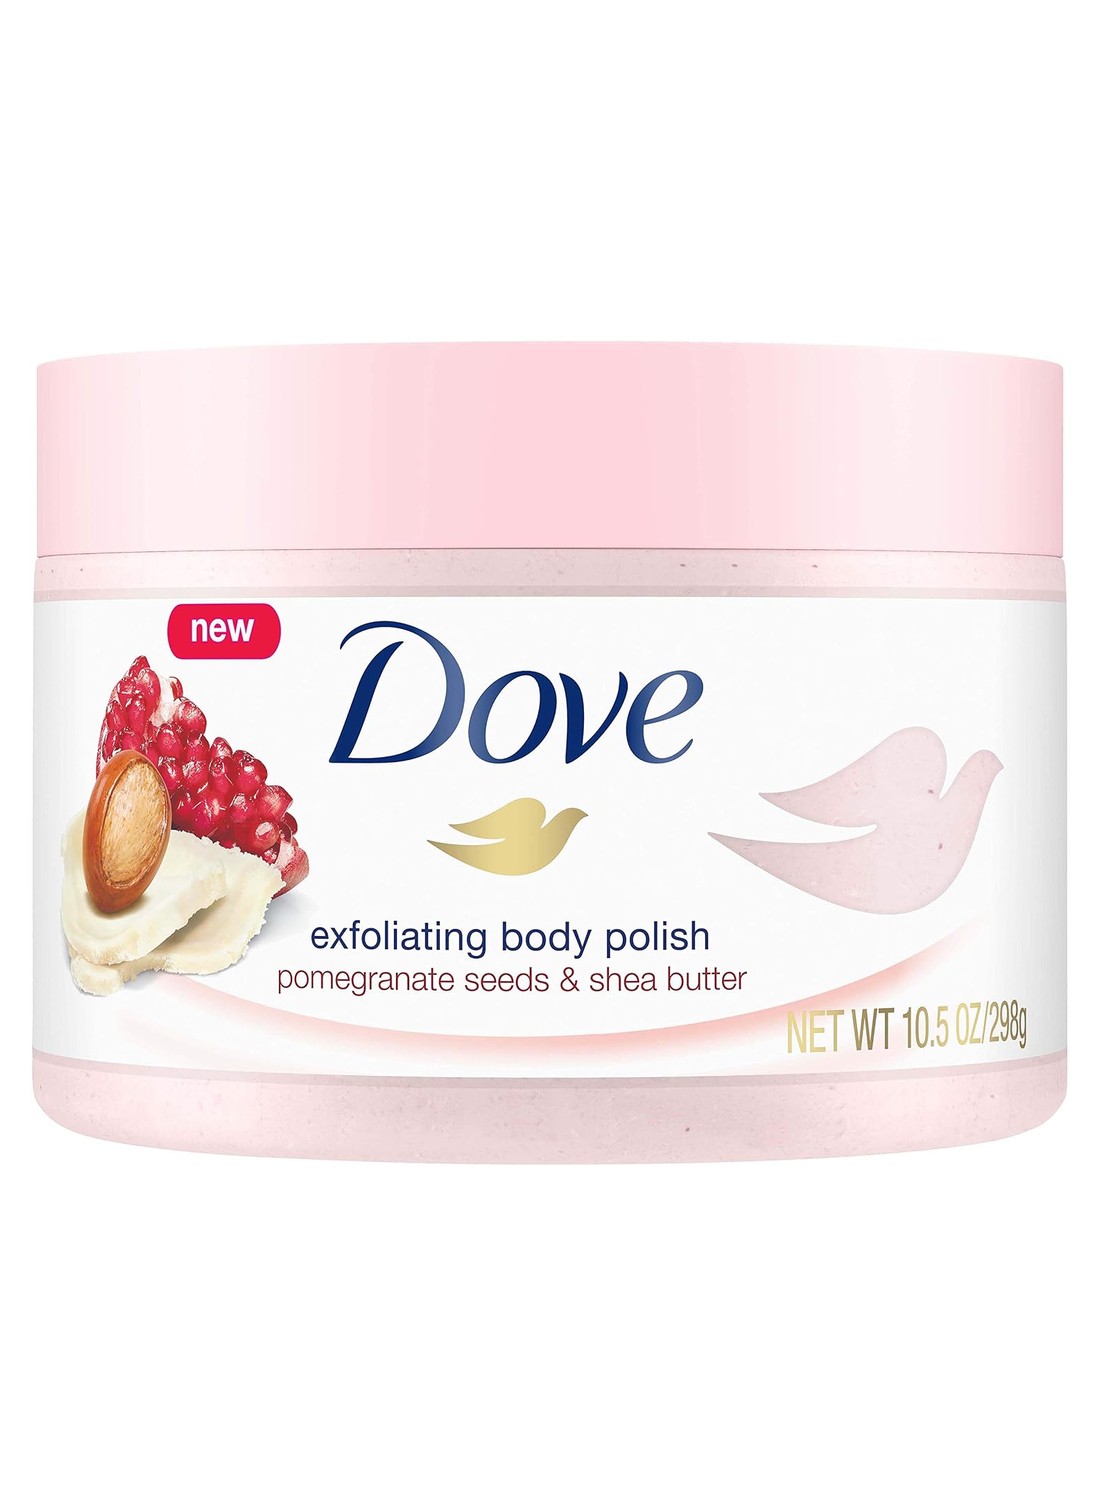 new
Dove
exfoliating body polish
pomegranate seeds & shea butter
NET WT 10.5 OZ/298g